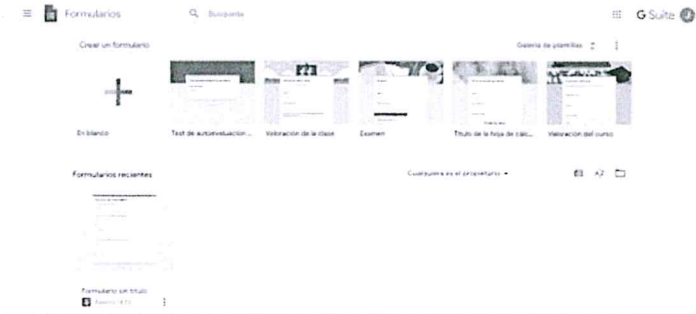 Formularios
Búsqueda
G Suite
Crear un formulario
Galería de plantillas
En blanco
Test de autoevaluación ...
Valoración de la clase
Examen
Título de la hoja de cálc...
Valoración del curso
Formularios recientes
Cualquiera es el propietario
Formulario sin título